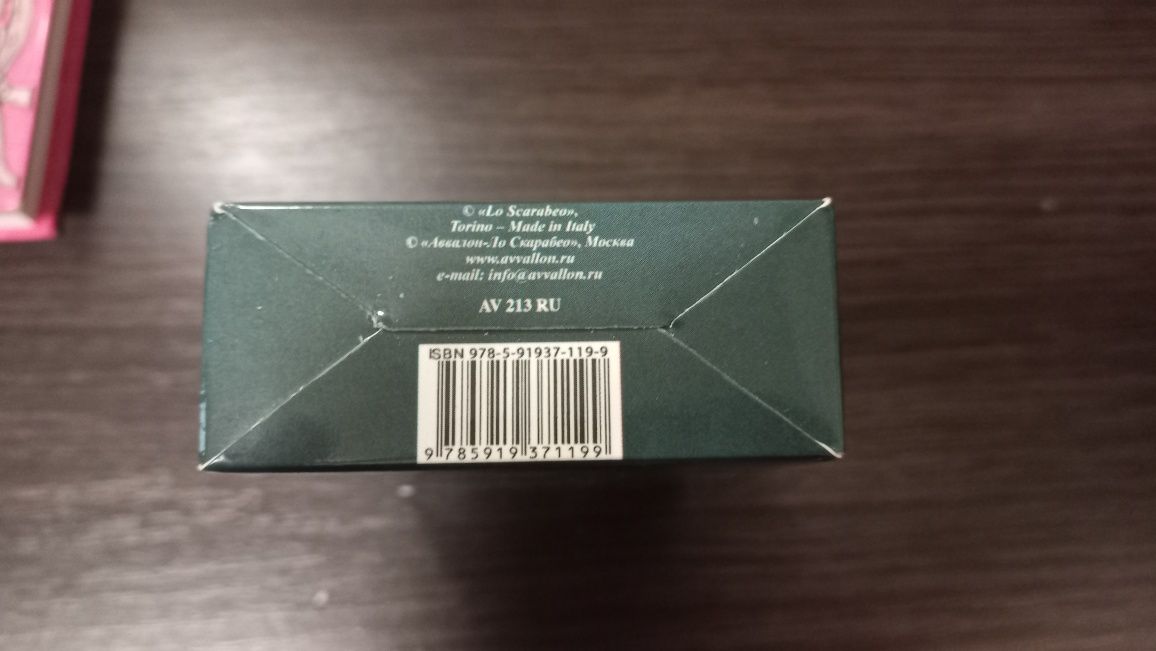 © «Lo Scarabeo»,
Torino – Made in Italy
© «Аввалон-Ло Скарабео», Москва
www.avvallon.ru
e-mail: info@avvallon.ru
AV 213 RU
ISBN 978-5-91937-119-9
9 785919 371199